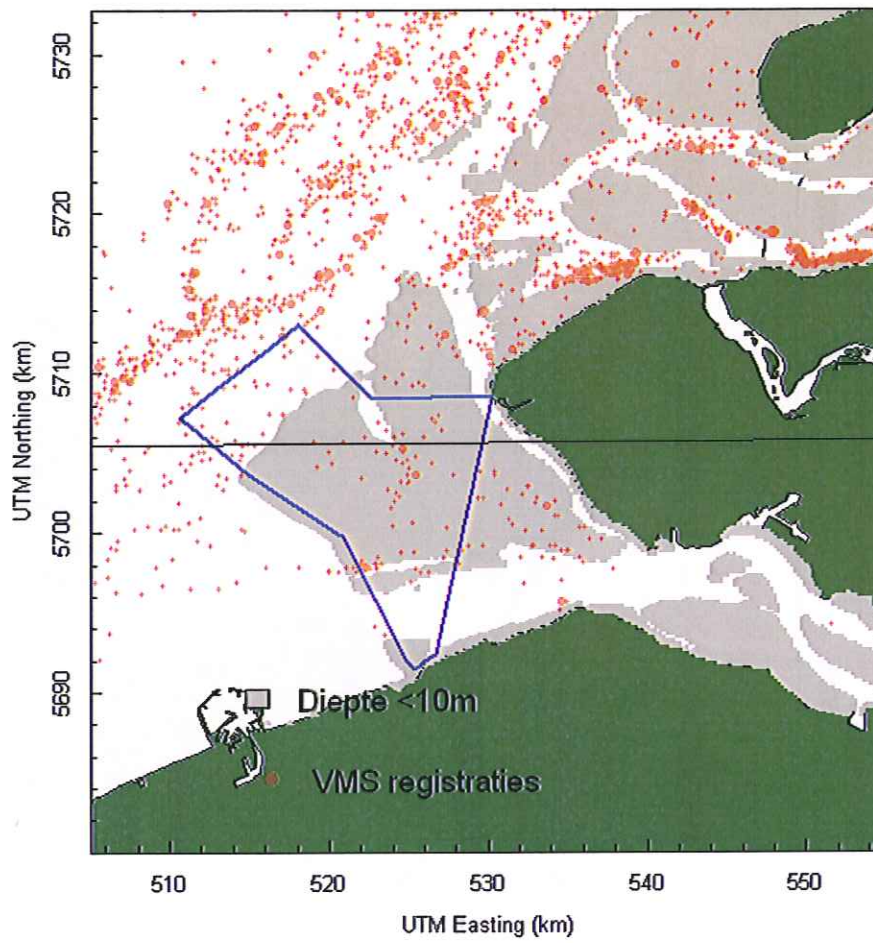 5730
5720
5710
5700
5690
UTM Northing (km)
Diepte <10m
VMS registraties
510
520
530
540
550
UTM Easting (km)